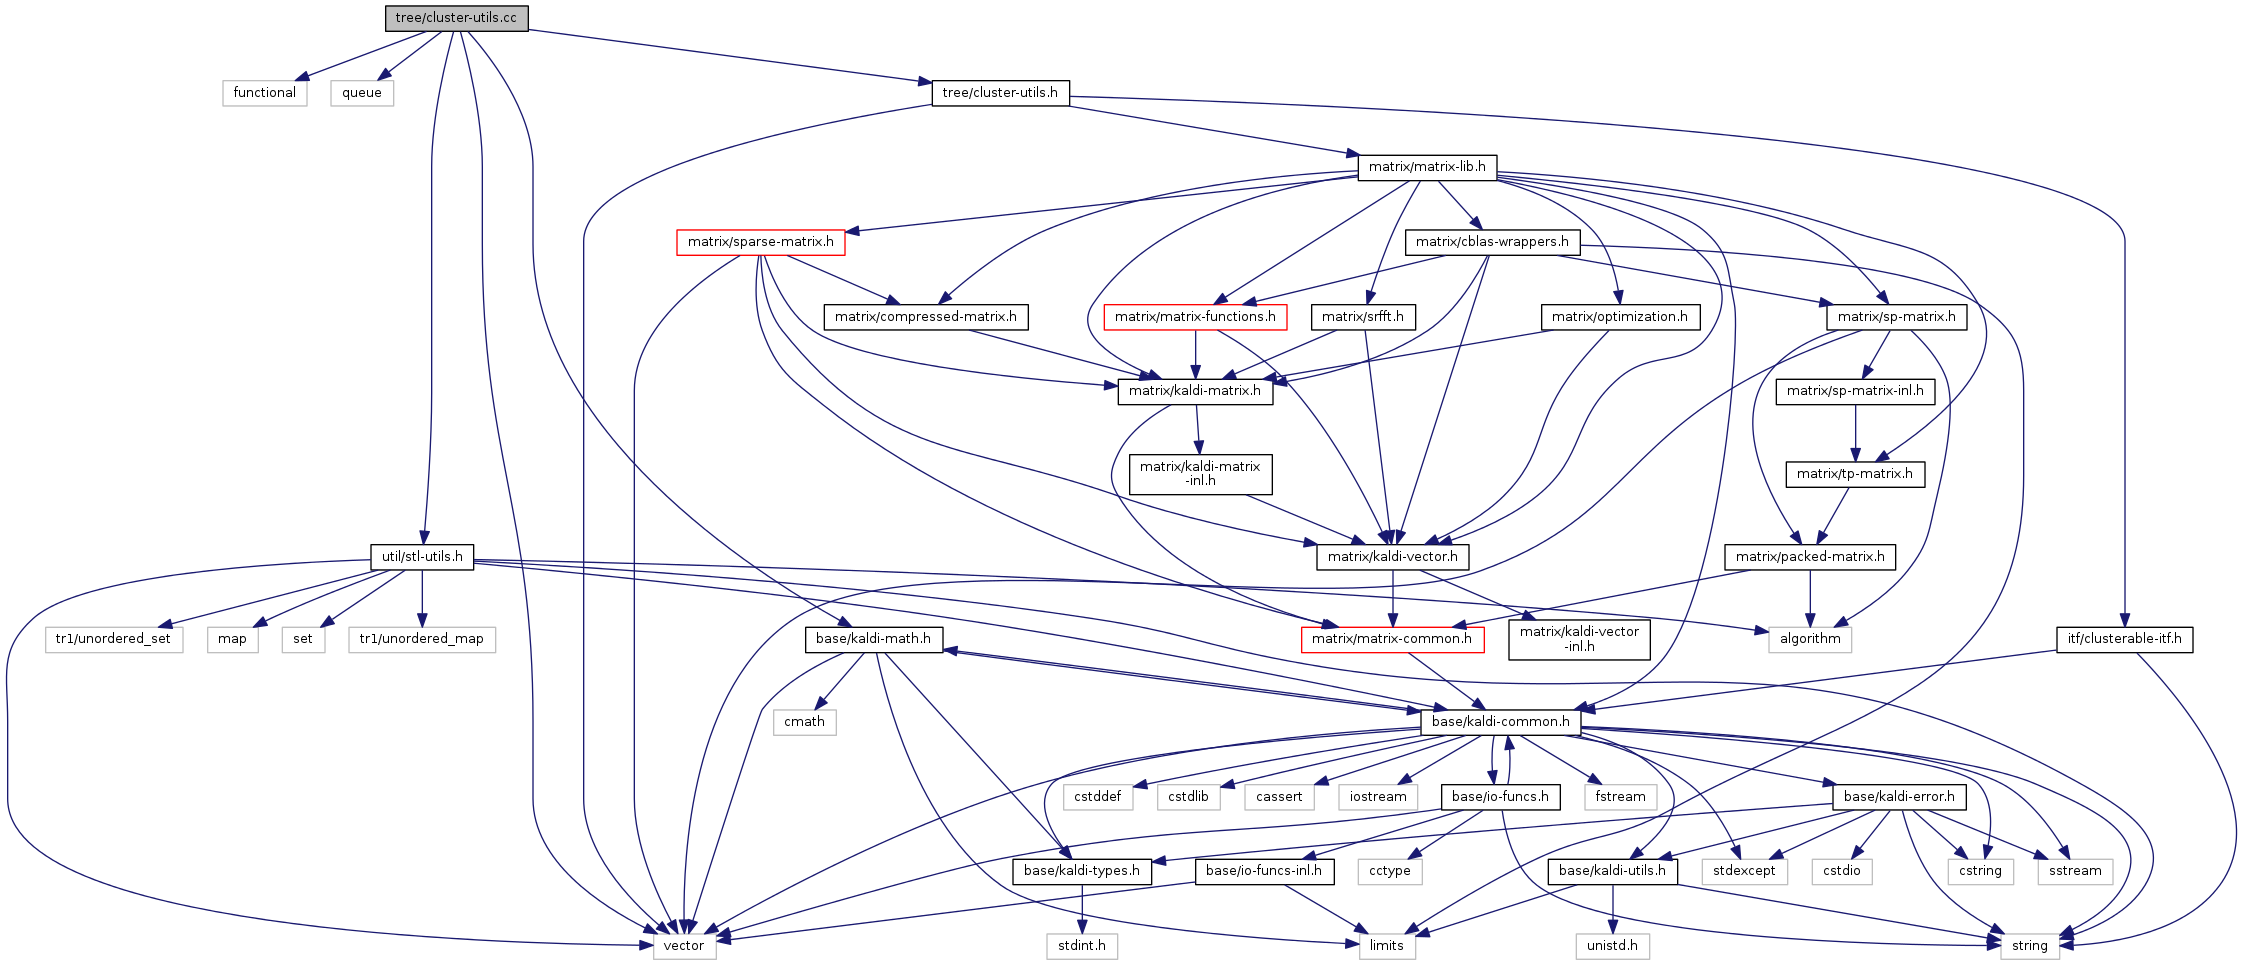 tree/cluster-utils.cc
functional
queue
tree/cluster-utils.h
matrix/matrix-lib.h
matrix/sparse-matrix.h
matrix/cblas-wrappers.h
matrix/compressed-matrix.h
matrix/matrix-functions.h
matrix/srfft.h
matrix/optimization.h
matrix/sp-matrix.h
matrix/kaldi-matrix.h
matrix/sp-matrix-inl.h
matrix/kaldi-matrix
-inl.h
matrix/tp-matrix.h
util/stl-utils.h
matrix/kaldi-vector.h
matrix/packed-matrix.h
tr1/unordered_set
map
set
tr1/unordered_map
base/kaldi-math.h
matrix/matrix-common.h
matrix/kaldi-vector
-inl.h
algorithm
itf/clusterable-itf.h
cmath
base/kaldi-common.h
cstddef
cstdlib
cassert
iostream
base/io-funcs.h
fstream
base/kaldi-error.h
base/kaldi-types.h
base/io-funcs-inl.h
cctype
base/kaldi-utils.h
stdexcept
cstdio
cstring
sstream
vector
stdint.h
limits
unistd.h
string